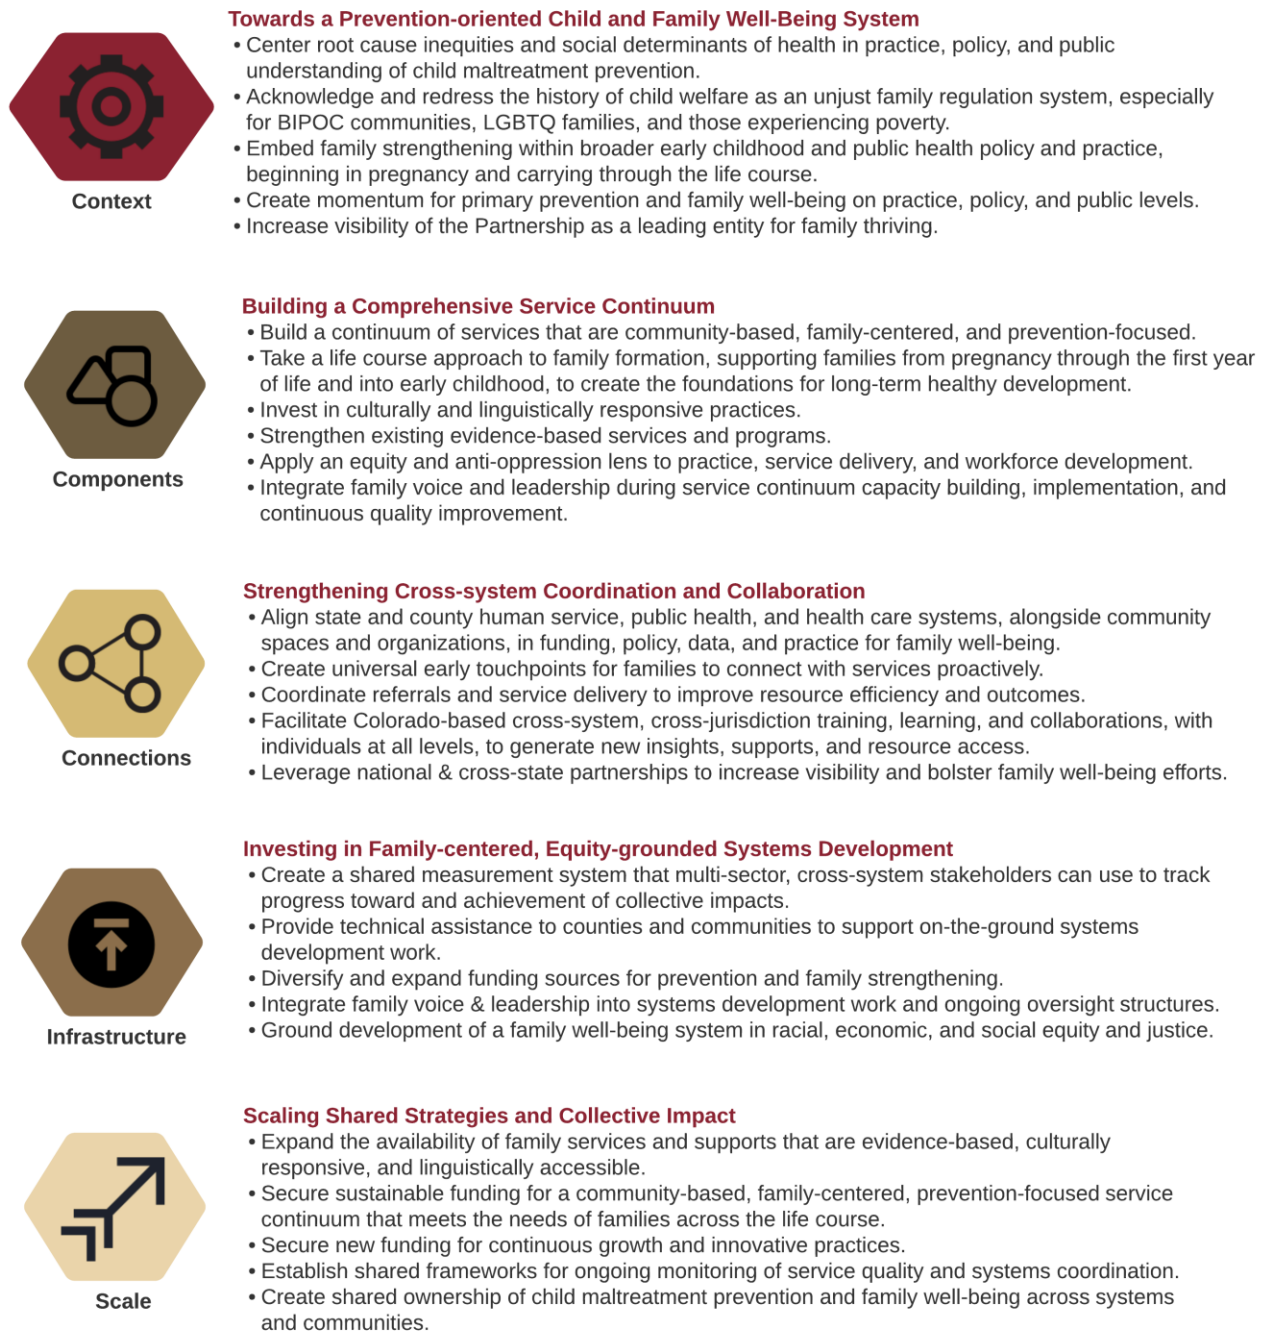 Towards a Prevention-oriented Child and Family Well-Being System
• Center root cause inequities and social determinants of health in practice, policy, and public
understanding of child maltreatment prevention.
• Acknowledge and redress the history of child welfare as an unjust family regulation system, especially
for BIPOC communities, LGBTQ families, and those experiencing poverty.
• Embed family strengthening within broader early childhood and public health policy and practice,
beginning in pregnancy and carrying through the life course.
• Create momentum for primary prevention and family well-being on practice, policy, and public levels.
• Increase visibility of the Partnership as a leading entity for family thriving.
Context
Building a Comprehensive Service Continuum
• Build a continuum of services that are community-based, family-centered, and prevention-focused.
• Take a life course approach to family formation, supporting families from pregnancy through the first year
of life and into early childhood, to create the foundations for long-term healthy development.
• Invest in culturally and linguistically responsive practices.
• Strengthen existing evidence-based services and programs.
• Apply an equity and anti-oppression lens to practice, service delivery, and workforce development.
• Integrate family voice and leadership during service continuum capacity building, implementation, and
continuous quality improvement.
Components
Strengthening Cross-system Coordination and Collaboration
• Align state and county human service, public health, and health care systems, alongside community
spaces and organizations, in funding, policy, data, and practice for family well-being.
• Create universal early touchpoints for families to connect with services proactively.
• Coordinate referrals and service delivery to improve resource efficiency and outcomes.
• Facilitate Colorado-based cross-system, cross-jurisdiction training, learning, and collaborations, with
individuals at all levels, to generate new insights, supports, and resource access.
• Leverage national & cross-state partnerships to increase visibility and bolster family well-being efforts.
Connections
Investing in Family-centered, Equity-grounded Systems Development
• Create a shared measurement system that multi-sector, cross-system stakeholders can use to track
progress toward and achievement of collective impacts.
• Provide technical assistance to counties and communities to support on-the-ground systems
development work.
• Diversify and expand funding sources for prevention and family strengthening.
• Integrate family voice & leadership into systems development work and ongoing oversight structures.
• Ground development of a family well-being system in racial, economic, and social equity and justice.
Infrastructure
Scaling Shared Strategies and Collective Impact
• Expand the availability of family services and supports that are evidence-based, culturally
responsive, and linguistically accessible.
• Secure sustainable funding for a community-based, family-centered, prevention-focused service
continuum that meets the needs of families across the life course.
• Secure new funding for continuous growth and innovative practices.
• Establish shared frameworks for ongoing monitoring of service quality and systems coordination.
• Create shared ownership of child maltreatment prevention and family well-being across systems
and communities.
Scale